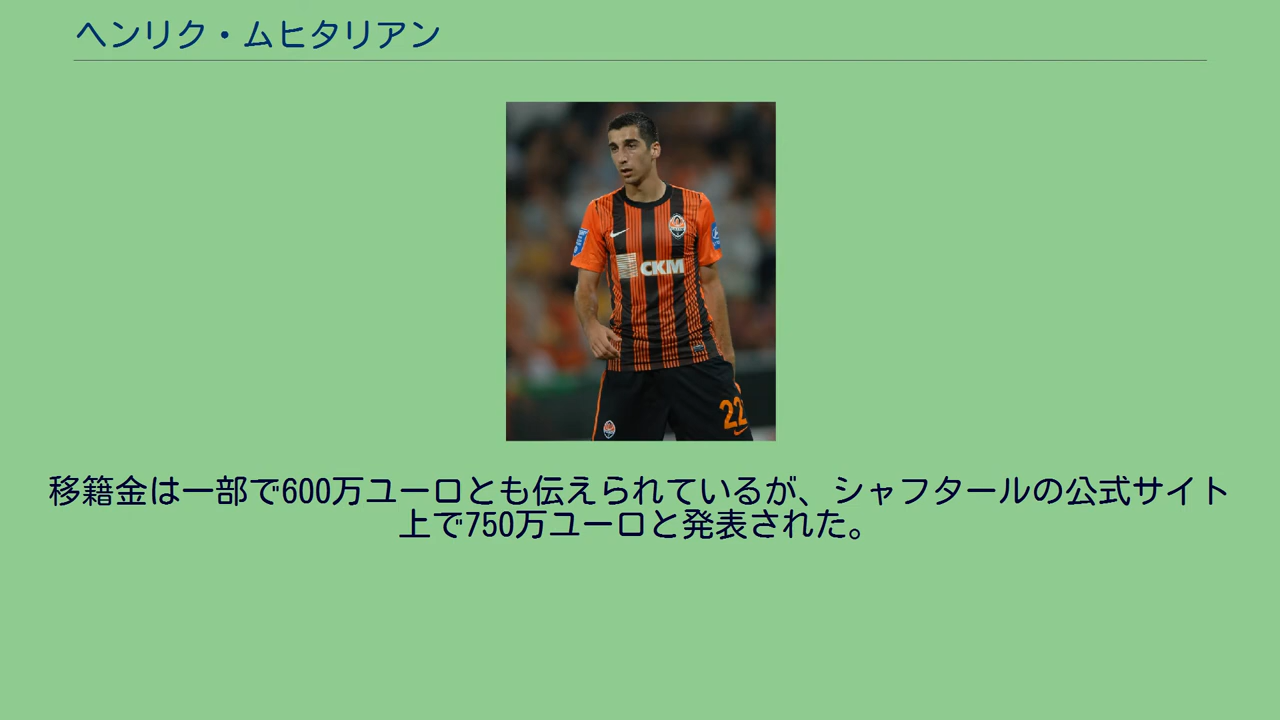 ヘンリク・ムヒタリアン
CKM
22
移籍金は一部で600万ユーロとも伝えられているが、シャフタールの公式サイト
上で750万ユーロと発表された。